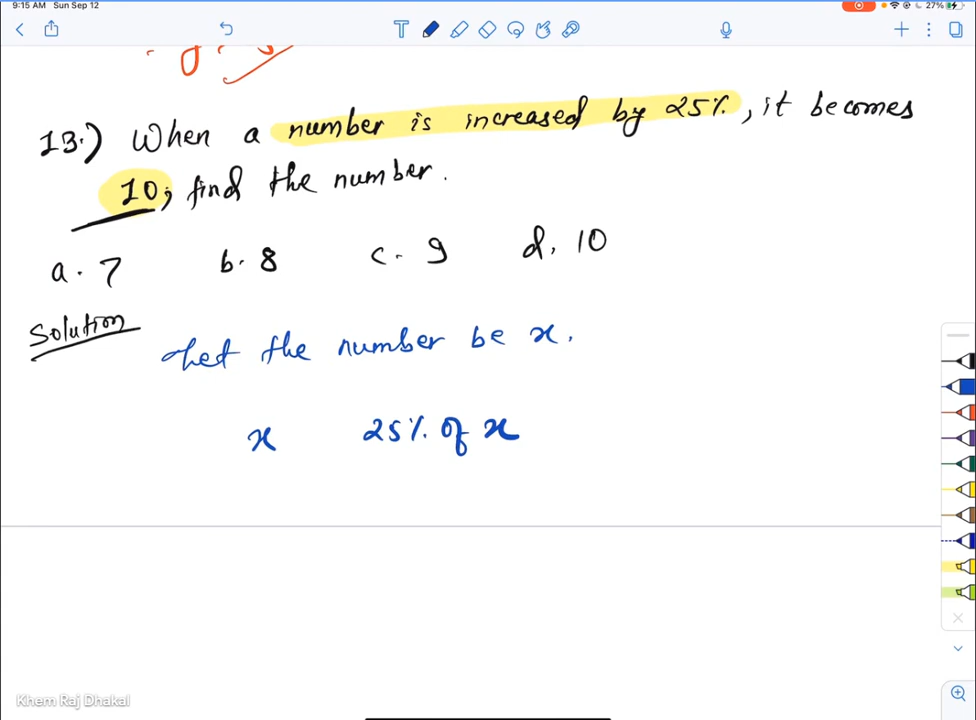 9:15 AM Sun Sep 12
27%
13.) When a number is increased by 25%, it becomes
10; find the number.
a. 7 b. 8 c. 9 d. 10
Solution
Let the number be x.
x 25% of x
Khem Raj Dhakal